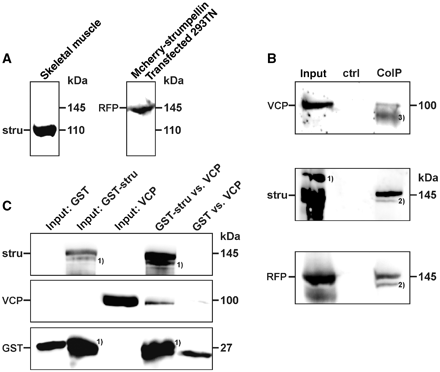 A
Skeletal muscle
kDa
145
stru
110
Mcherry-strumpellin
Transfected 293TN
kDa
RFP
145
110
B
Input
ctrl
CoIP
VCP
100
3)
kDa
1)
stru
145
2)
RFP
145
2)
C
Input: GST
Input: GST-stru
Input: VCP
GST-stru vs. VCP
GST vs. VCP
kDa
stru
1)
1)
145
VCP
100
GST
1)
1)
27